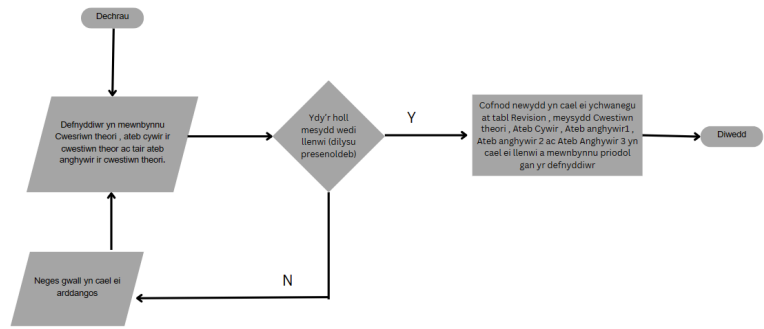 Dechrau
Defnyddiwr yn mewnbynnu
Cwesriwn theori , ateb cywir ir
cwestiwn theor ac tair ateb
anghywir ir cwestiwn theori.
Ydy'r holl
mesydd wedi
llenwi (dilysu
presenoldeb)
Y
Cofnod newydd yn cael ei ychwanegu
at tabl Revision , meysydd Cwestiwn
theori , Ateb Cywir , Ateb anghywir1 ,
Ateb anghywir 2 ac Ateb Anghywir 3 yn
cael ei llenwi a mewnbynnu priodol
gan yr defnyddiwr
Diwedd
N
Neges gwall yn cael ei
arddangos